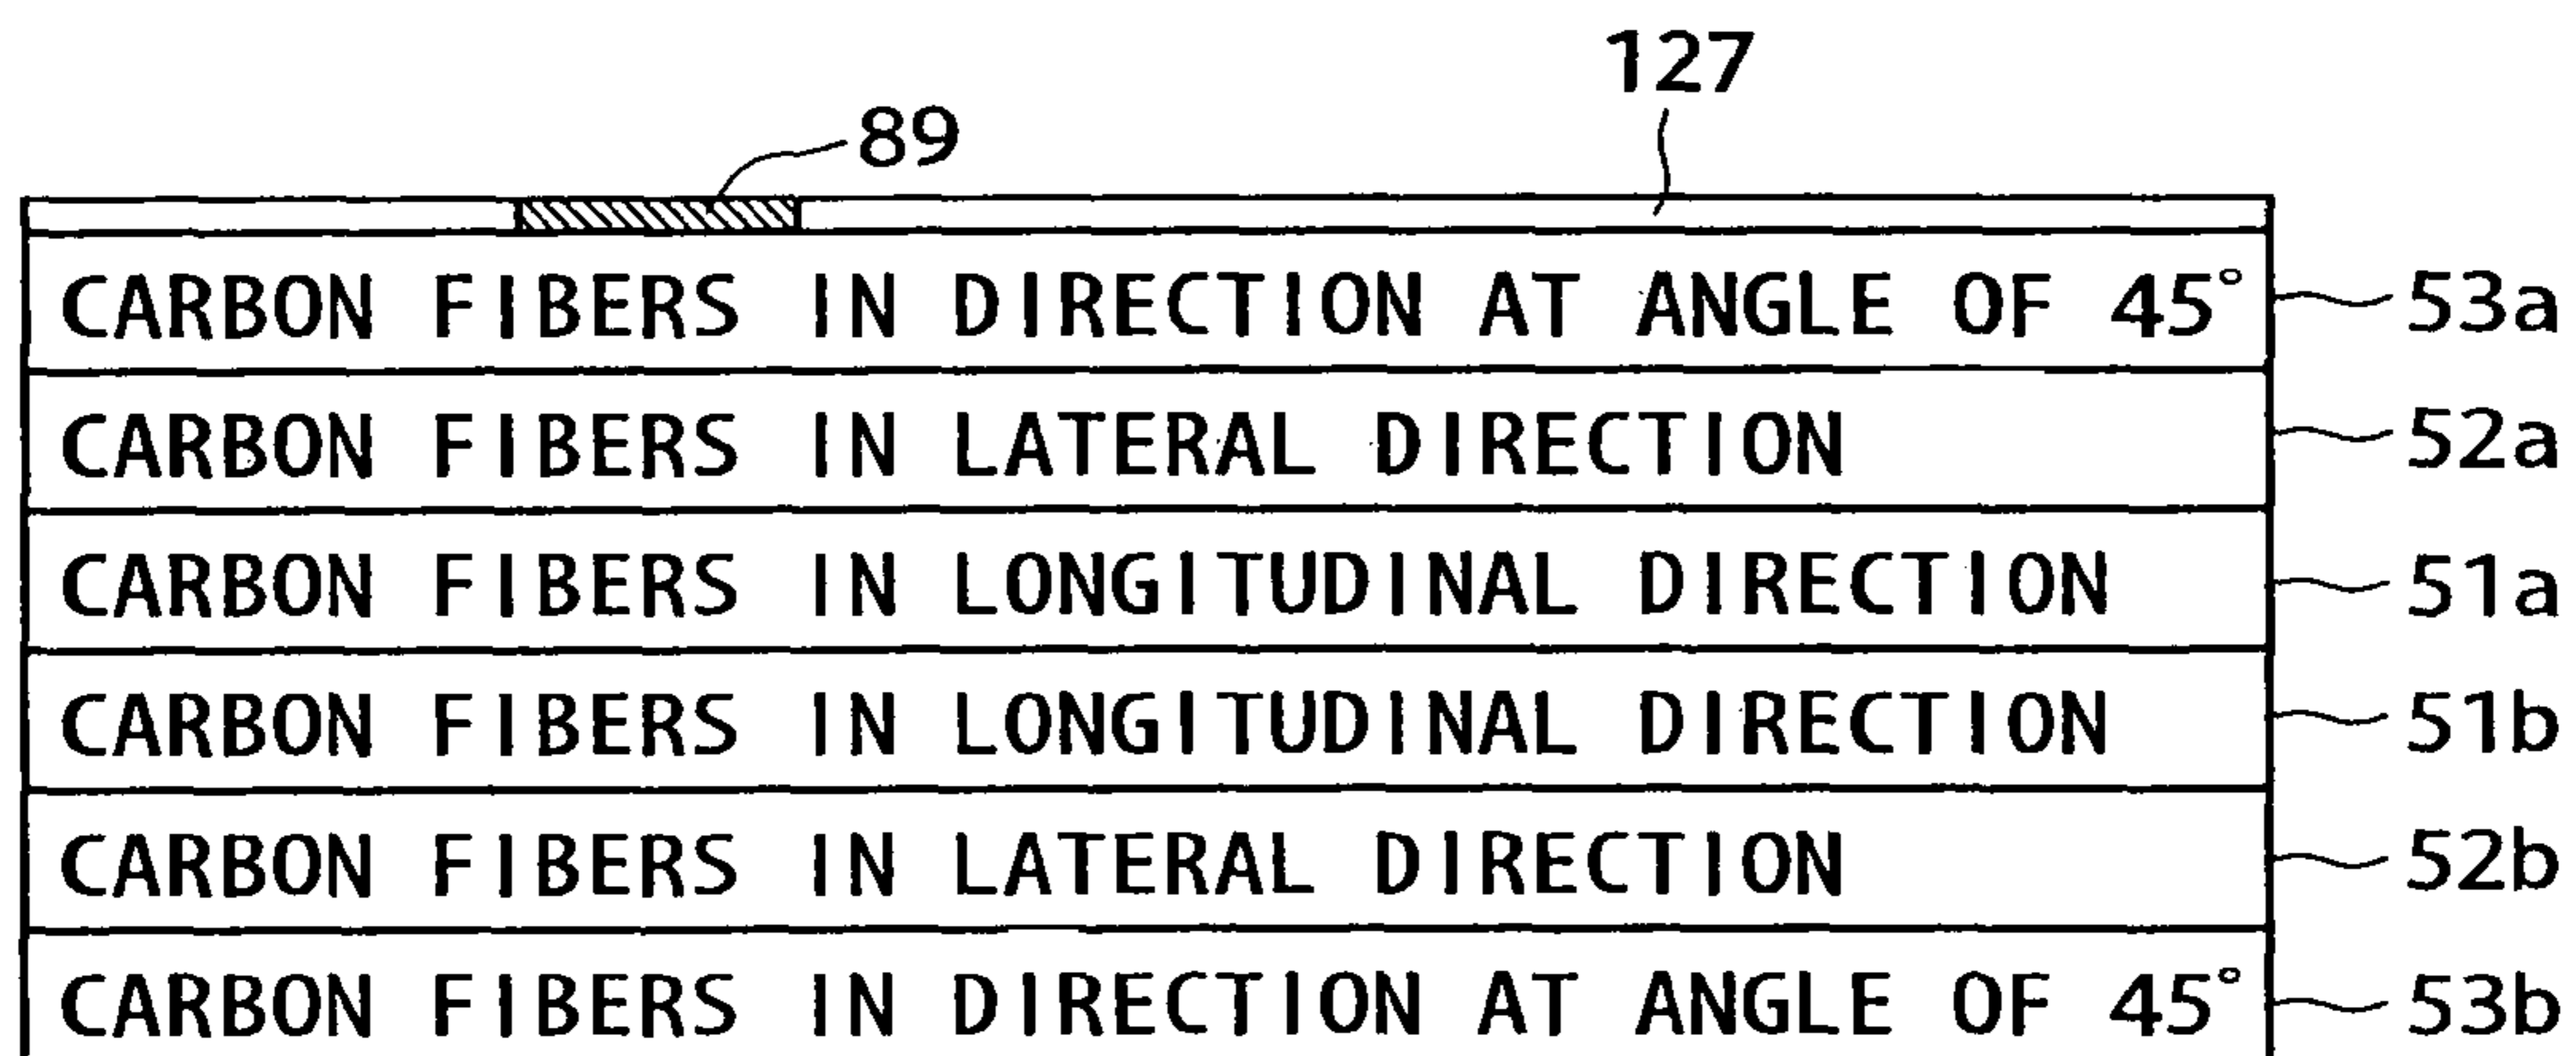 127
89
CARBON FIBERS IN DIRECTION AT ANGLE OF 45° 53a
CARBON FIBERS IN LATERAL DIRECTION 52a
CARBON FIBERS IN LONGITUDINAL DIRECTION 51a
CARBON FIBERS IN LONGITUDINAL DIRECTION 51b
CARBON FIBERS IN LATERAL DIRECTION 52b
CARBON FIBERS IN DIRECTION AT ANGLE OF 45° 53b